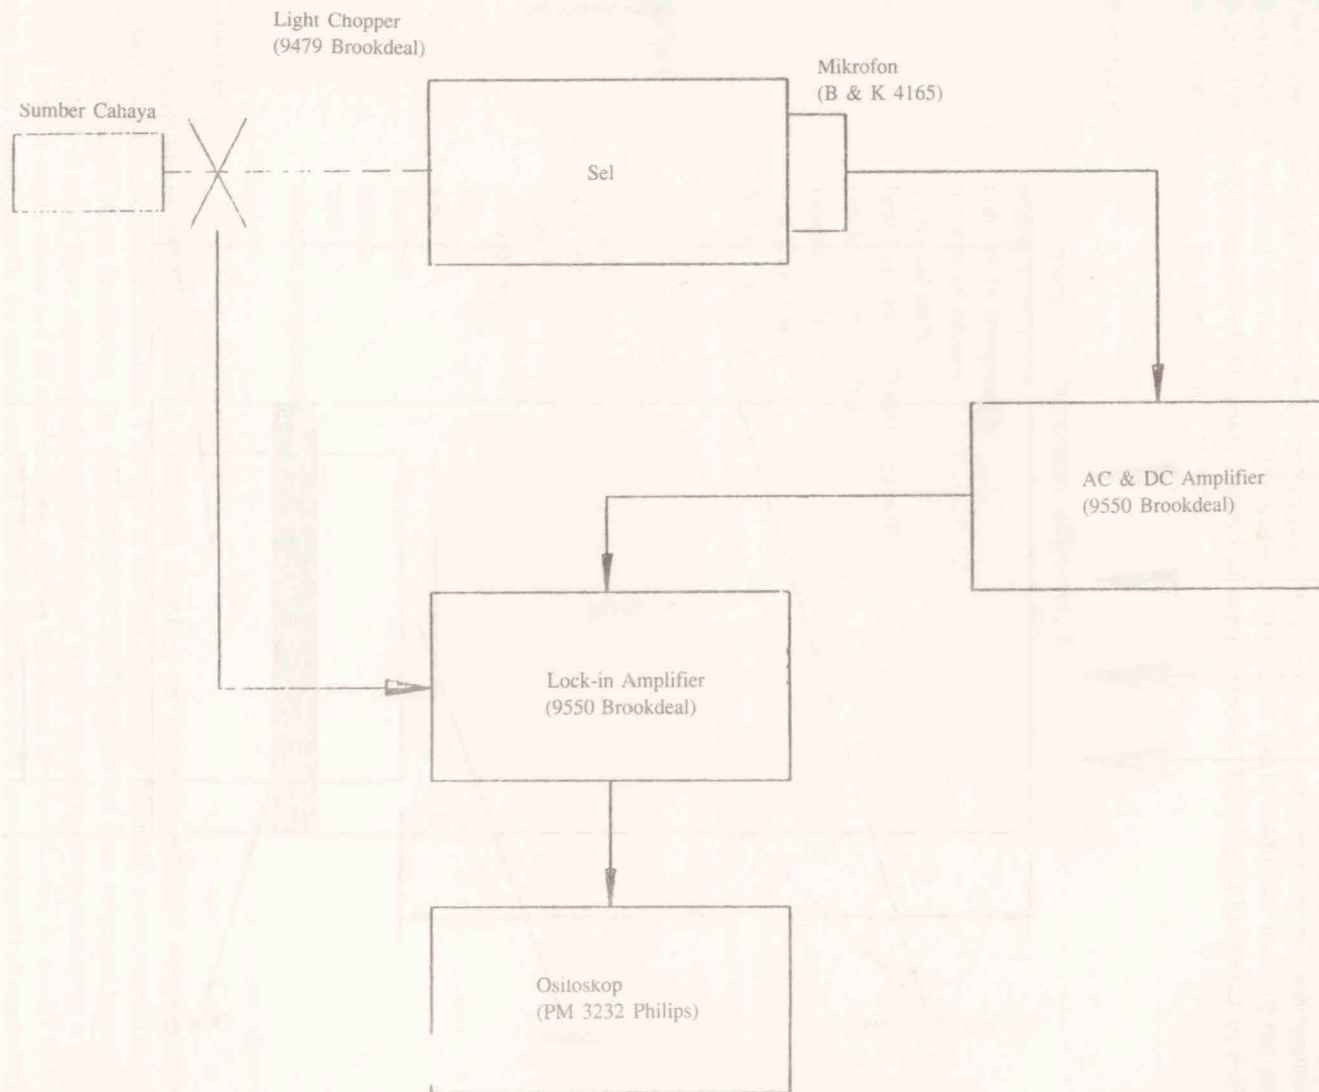 Light Chopper
(9479 Brookdeal)
Mikrofon
(B & K 4165)
Sumber Cahaya
Sel
AC & DC Amplifier
(9550 Brookdeal)
Lock-in Amplifier
(9550 Brookdeal)
Osiloskop
(PM 3232 Philips)